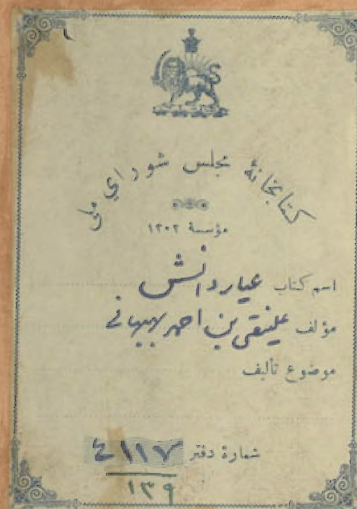 کتابخانهٔ مجلس شورای ملی
مؤسسة ۱۳۰۲
اسم کتاب عیار دانش
مؤلف علینقی بن احمد بهبهانی
موضوع تألیف
شمارهٔ دفتر ۴۱۱۷
۱۳۹